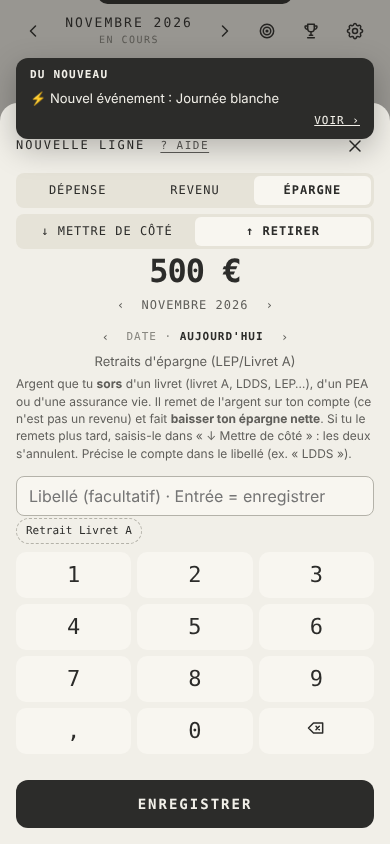 NOVEMBRE 2026
EN COURS
DU NOUVEAU
⚡ Nouvel événement : Journée blanche
VOIR ›
NOUVELLE LIGNE ? AIDE
DÉPENSE REVENU ÉPARGNE
↓ METTRE DE CÔTÉ ↑ RETIRER
500 €
‹ NOVEMBRE 2026 ›
‹ DATE · AUJOURD'HUI ›
Retraits d'épargne (LEP/Livret A)
Argent que tu sors d'un livret (livret A, LDDS, LEP…), d'un PEA
ou d'une assurance vie. Il remet de l'argent sur ton compte (ce
n'est pas un revenu) et fait baisser ton épargne nette. Si tu le
remets plus tard, saisis-le dans « ↓ Mettre de côté » : les deux
s'annulent. Précise le compte dans le libellé (ex. « LDDS »).
Libellé (facultatif) · Entrée = enregistrer
Retrait Livret A
1 2 3
4 5 6
7 8 9
, 0
ENREGISTRER